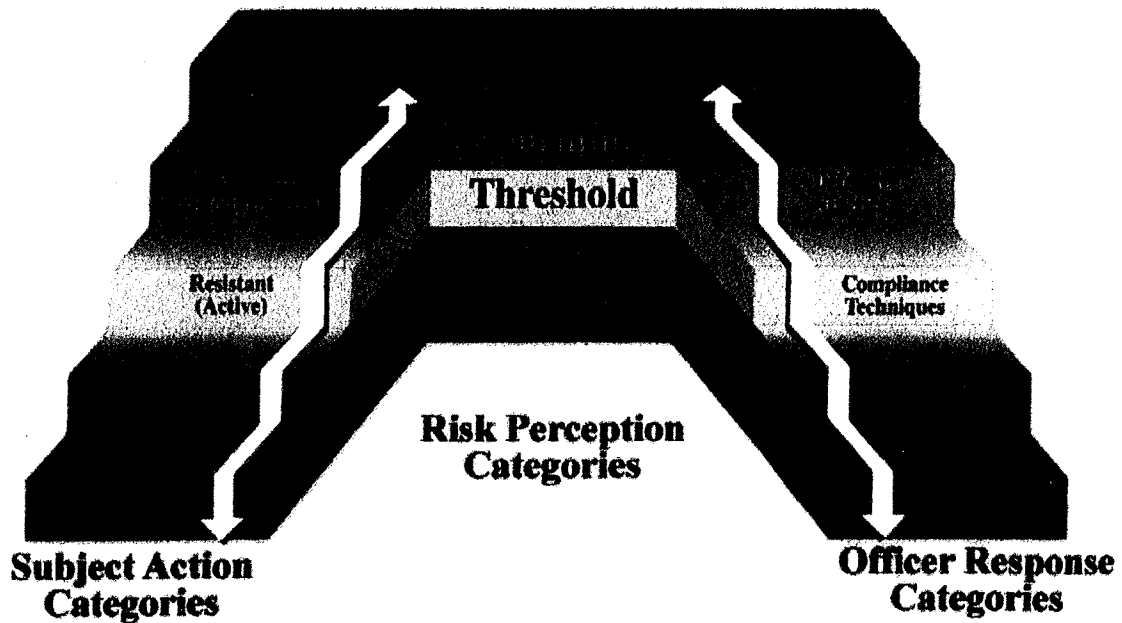 Threshold
Resistant
(Active)
Compliance
Techniques
Risk Perception
Categories
Subject Action
Categories
Officer Response
Categories